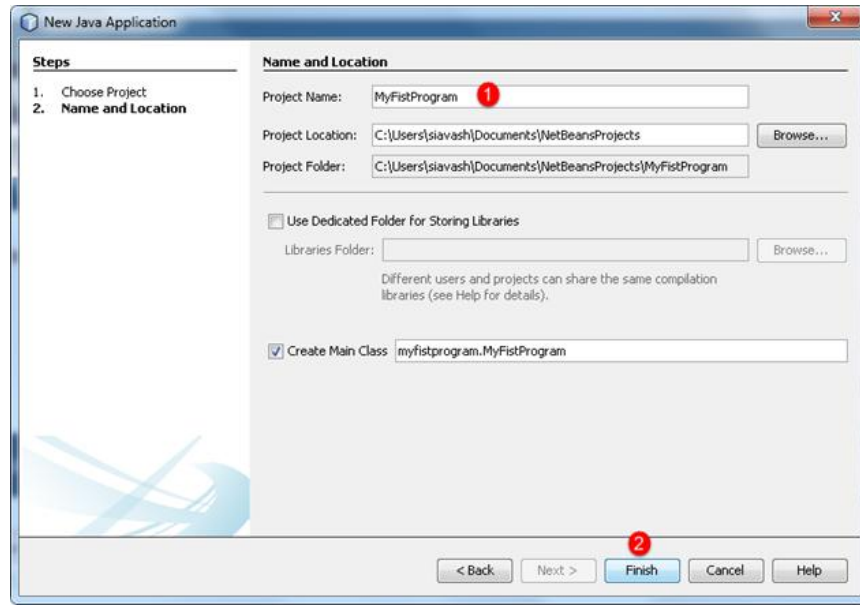 New Java Application
Steps
1. Choose Project
2. Name and Location
Name and Location
Project Name: MyFistProgram 1
Project Location: C:\Users\siavash\Documents\NetBeansProjects Browse...
Project Folder: C:\Users\siavash\Documents\NetBeansProjects\MyFistProgram
Use Dedicated Folder for Storing Libraries
Libraries Folder: Browse...
Different users and projects can share the same compilation
libraries (see Help for details).
Create Main Class myfistprogram.MyFistProgram
2
< Back Next > Finish Cancel Help